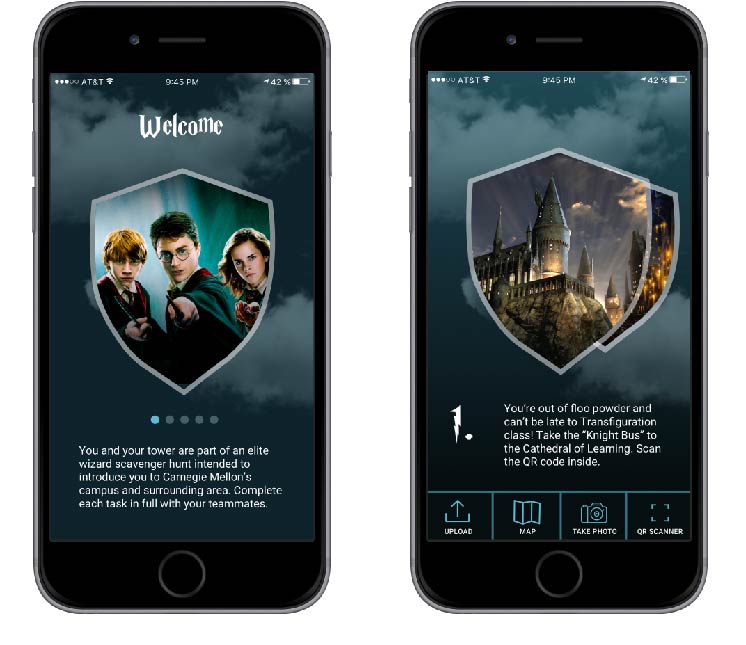 AT&T 9:45 PM 42 %
Welcome
You and your tower are part of an elite
wizard scavenger hunt intended to
introduce you to Carnegie Mellon's
campus and surrounding area. Complete
each task in full with your teammates.
AT&T 9:45 PM 42 %
1.
You're out of floo powder and
can't be late to Transfiguration
class! Take the “Knight Bus” to
the Cathedral of Learning. Scan
the QR code inside.
UPLOAD MAP TAKE PHOTO QR SCANNER